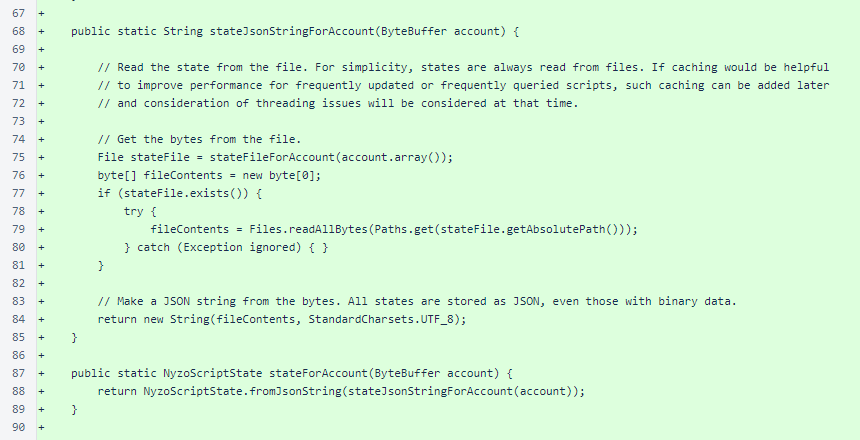 67 +
68 + public static String stateJsonStringForAccount(ByteBuffer account) {
69 +
70 + // Read the state from the file. For simplicity, states are always read from files. If caching would be helpful
71 + // to improve performance for frequently updated or frequently queried scripts, such caching can be added later
72 + // and consideration of threading issues will be considered at that time.
73 +
74 + // Get the bytes from the file.
75 + File stateFile = stateFileForAccount(account.array());
76 + byte[] fileContents = new byte[0];
77 + if (stateFile.exists()) {
78 + try {
79 + fileContents = Files.readAllBytes(Paths.get(stateFile.getAbsolutePath()));
80 + } catch (Exception ignored) { }
81 + }
82 +
83 + // Make a JSON string from the bytes. All states are stored as JSON, even those with binary data.
84 + return new String(fileContents, StandardCharsets.UTF_8);
85 + }
86 +
87 + public static NyzoScriptState stateForAccount(ByteBuffer account) {
88 + return NyzoScriptState.fromJsonString(stateJsonStringForAccount(account));
89 + }
90 +